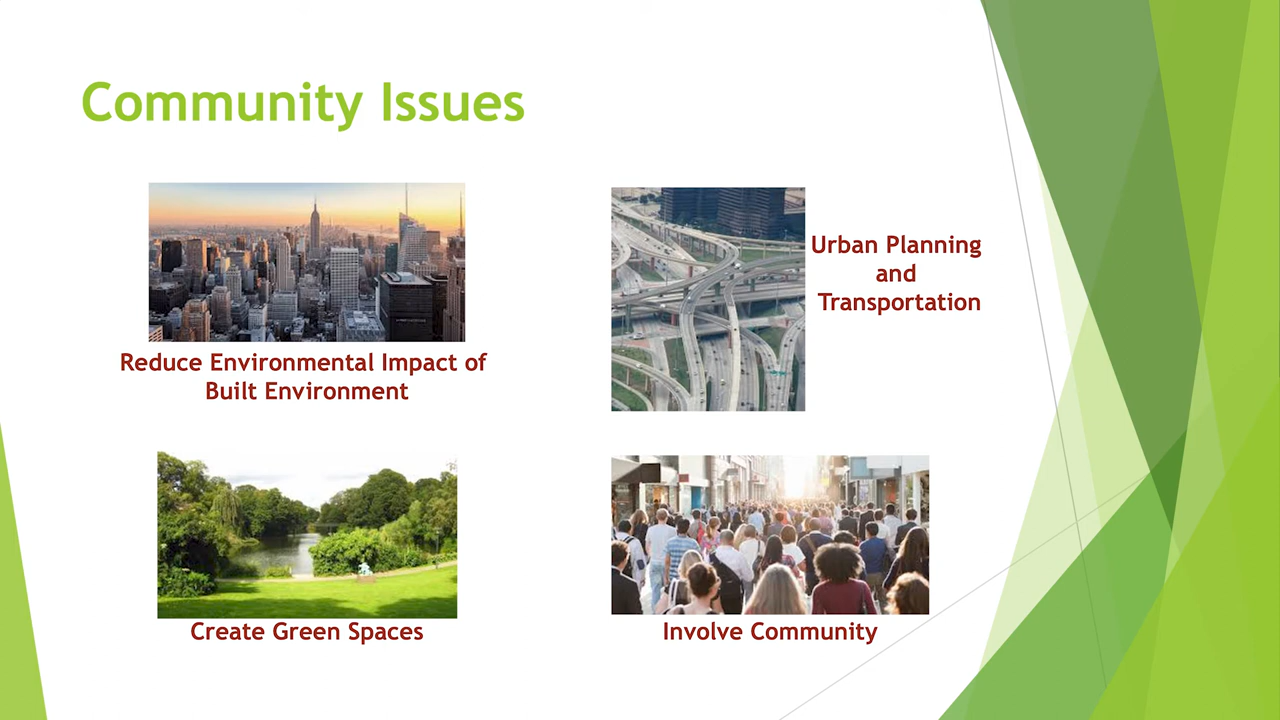 Community Issues
Reduce Environmental Impact of
Built Environment
Urban Planning
and
Transportation
Create Green Spaces
Involve Community